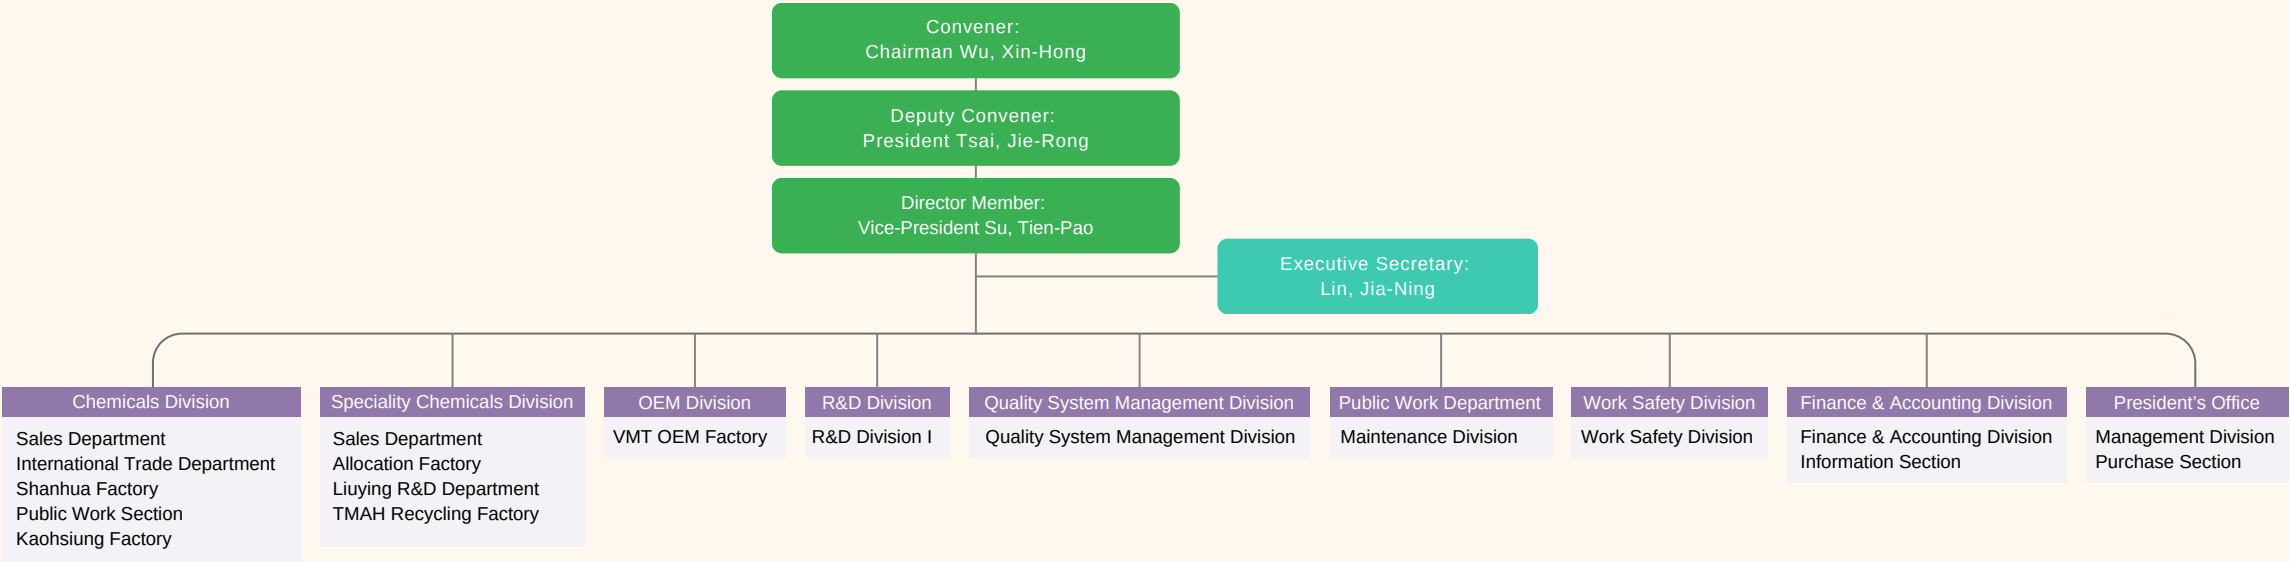 Convener:
Chairman Wu, Xin-Hong
Deputy Convener:
President Tsai, Jie-Rong
Director Member:
Vice-President Su, Tien-Pao
Executive Secretary:
Lin, Jia-Ning
Chemicals Division
Sales Department
International Trade Department
Shanhua Factory
Public Work Section
Kaohsiung Factory
Speciality Chemicals Division
Sales Department
Allocation Factory
Liuying R&D Department
TMAH Recycling Factory
OEM Division
VMT OEM Factory
R&D Division
R&D Division I
Quality System Management Division
Quality System Management Division
Public Work Department
Maintenance Division
Work Safety Division
Work Safety Division
Finance & Accounting Division
Finance & Accounting Division
Information Section
President’s Office
Management Division
Purchase Section